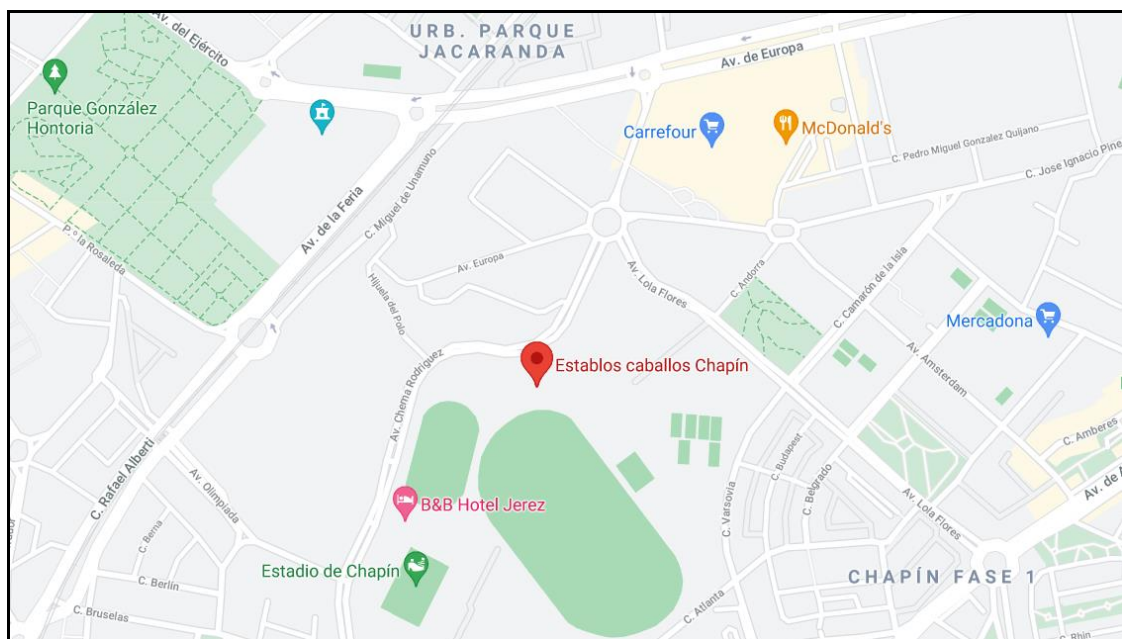 URB. PARQUE
JACARANDA
Av. del Ejército
Av. de Europa
Parque González
Hontoria
Carrefour
McDonald's
C. Pedro Miguel Gonzalez Quijano
C. Jose Ignacio Pine
Av. de la Feria
C. Miguel de Unamuno
P.º la Rosaleda
Av. Europa
Av. Lola Flores
C. Andorra
C. Camarón de la Isla
Hijuela del Polo
Mercadona
Establos caballos Chapín
Av. Amsterdam
Av. Chema Rodriguez
C. Rafael Alberti
Av. Olimpiada
C. Budapest
C. Amberes
C. Varsovia
C. Belgrado
Av. de A
B&B Hotel Jerez
Av. Lola Flores
C. Berna
Estadio de Chapín
C. Berlín
CHAPÍN FASE 1
C. Bruselas
C. Atlanta
C. Rhin